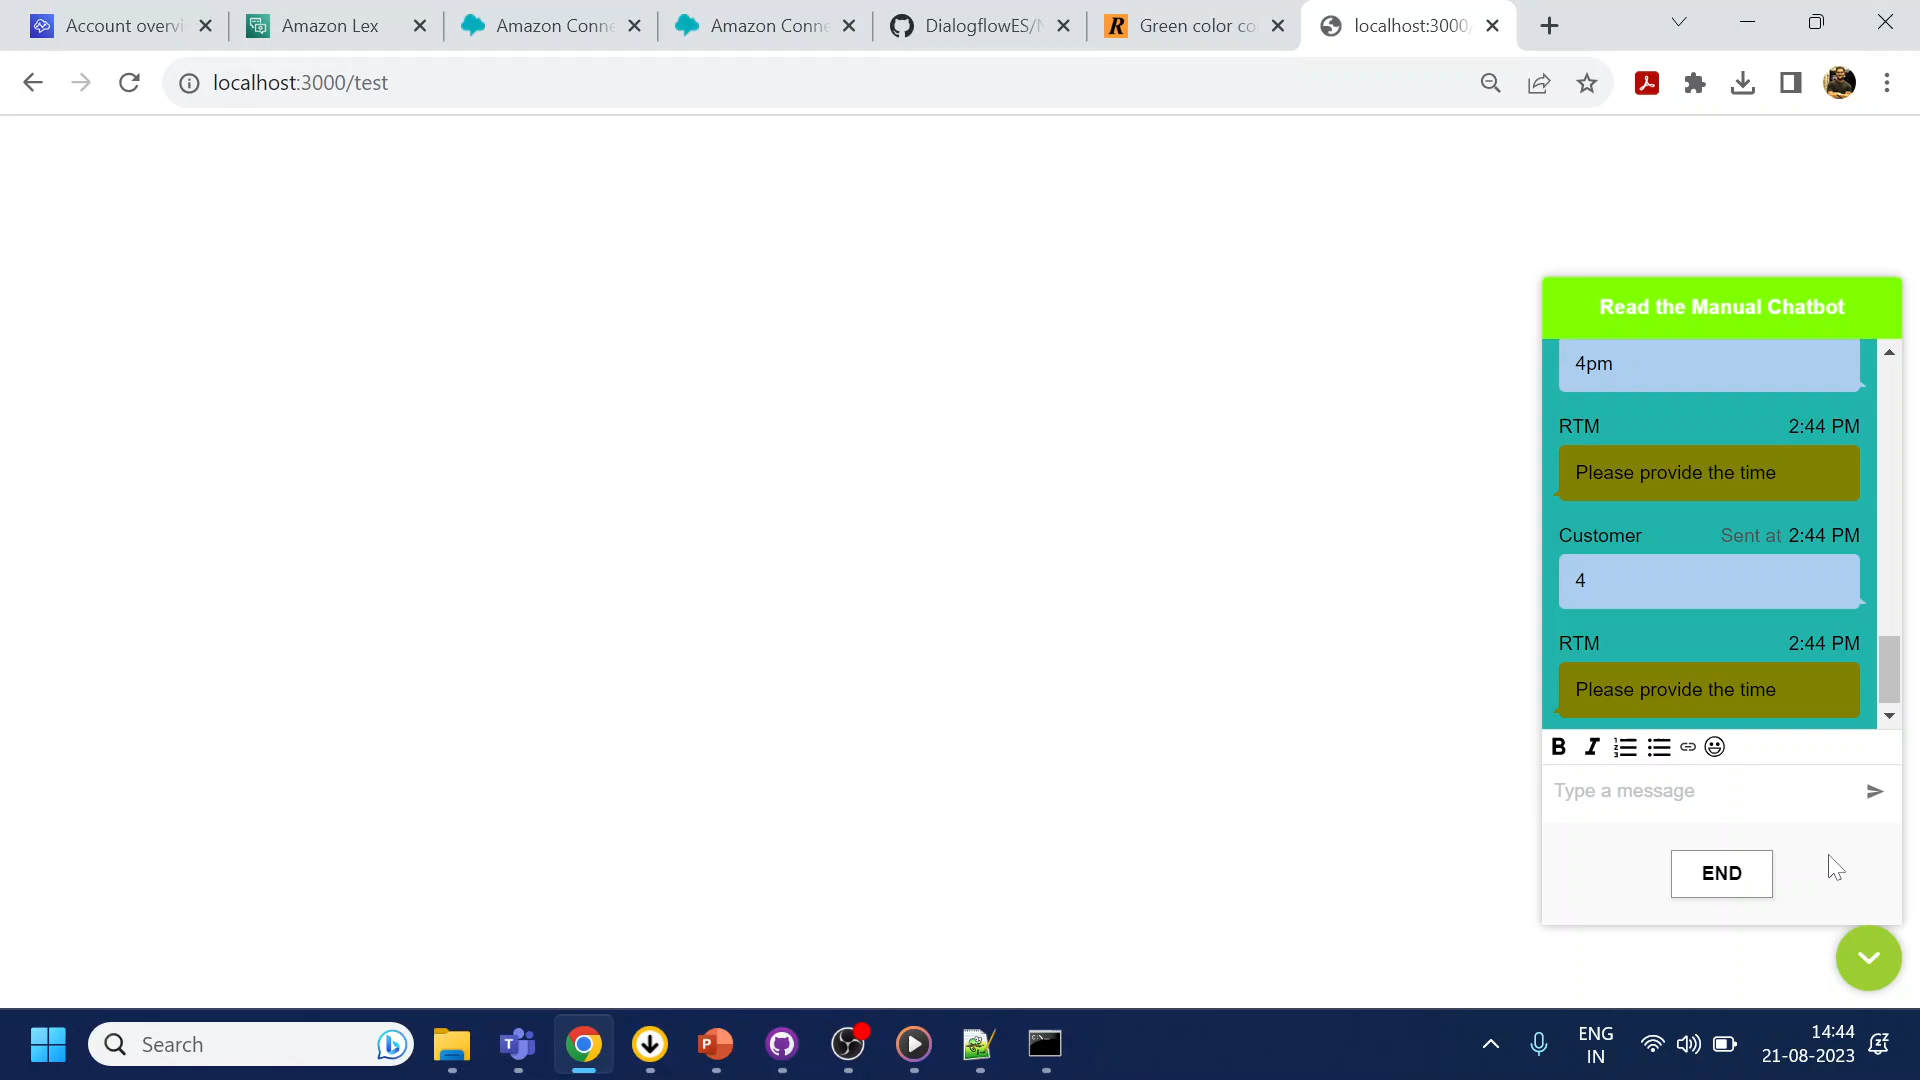 Account overvi
Amazon Lex
Amazon Conne
Amazon Conne
DialogflowES/N
Green color co
localhost:3000/
localhost:3000/test
Read the Manual Chatbot
4pm
RTM 2:44 PM
Please provide the time
Customer Sent at 2:44 PM
4
RTM 2:44 PM
Please provide the time
B I
Type a message
END
Search
ENG
IN
14:44
21-08-2023